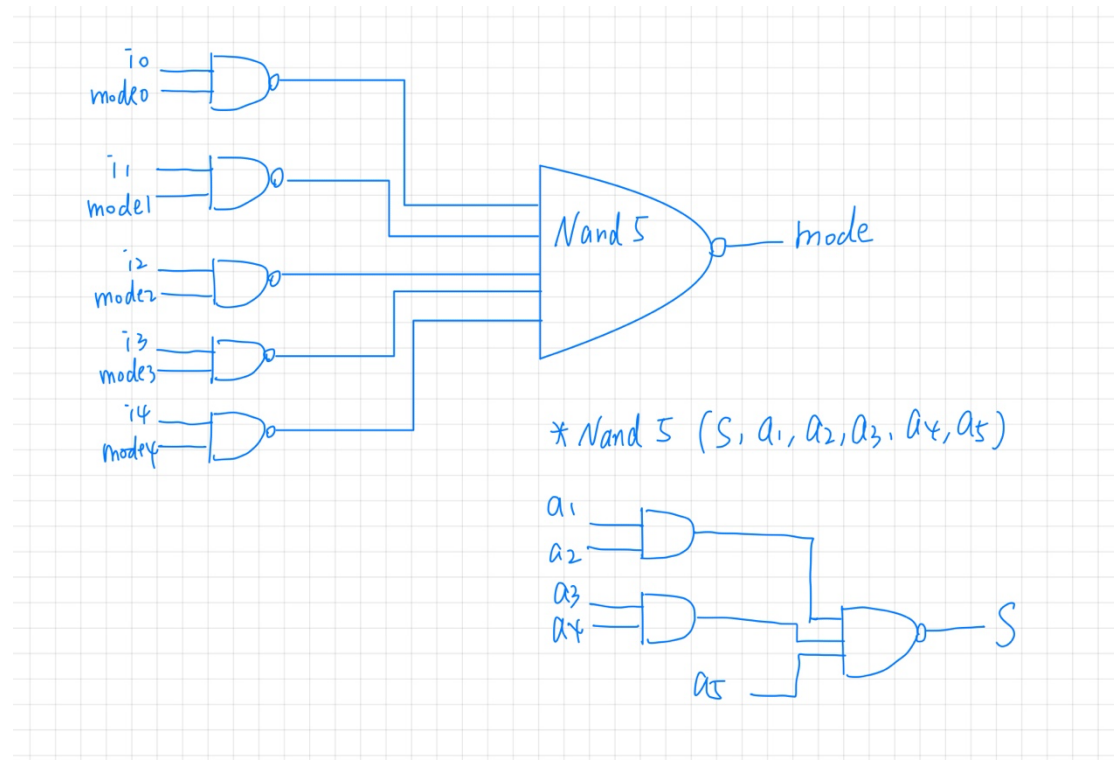 i0
mode0
i1
mode1
i2
mode2
i3
mode3
i4
mode4
Nand 5
mode
* Nand 5 (S, a1, a2, a3, a4, a5)
a1
a2
a3
a4
a5
S